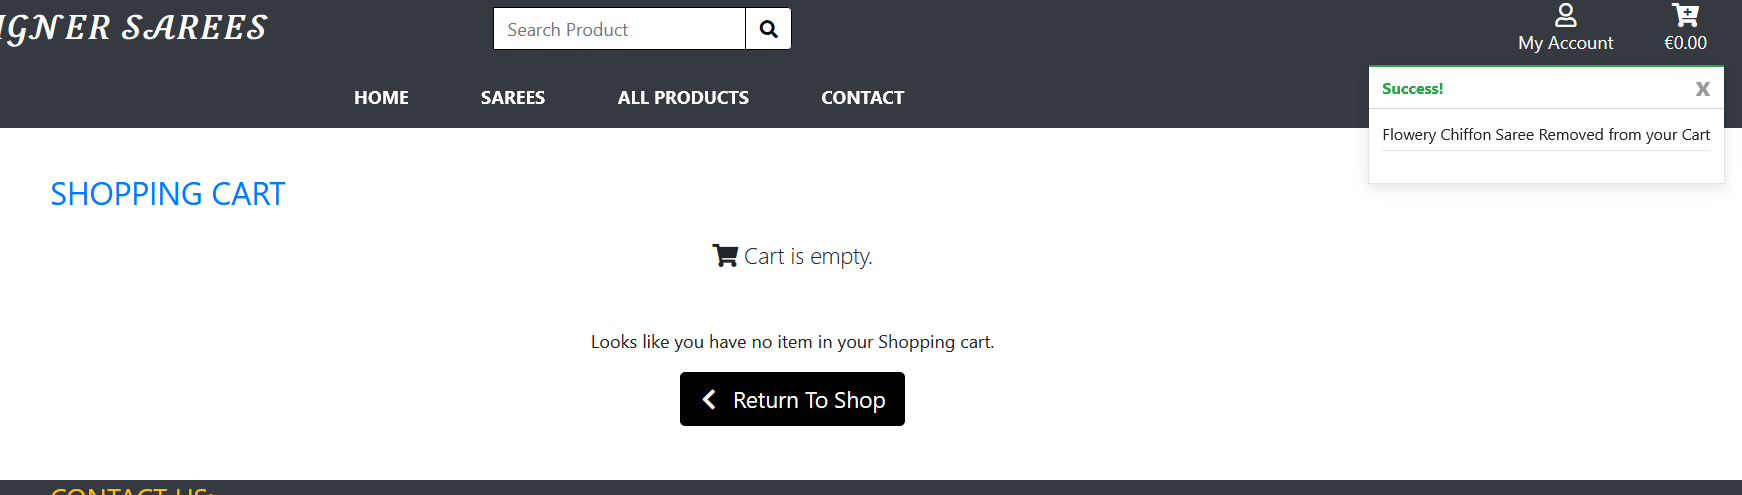 IGNER SAREES
Search Product
My Account
€0.00
HOME
SAREES
ALL PRODUCTS
CONTACT
Success!
X
Flowery Chiffon Saree Removed from your Cart
SHOPPING CART
Cart is empty.
Looks like you have no item in your Shopping cart.
Return To Shop
CONTACT US: